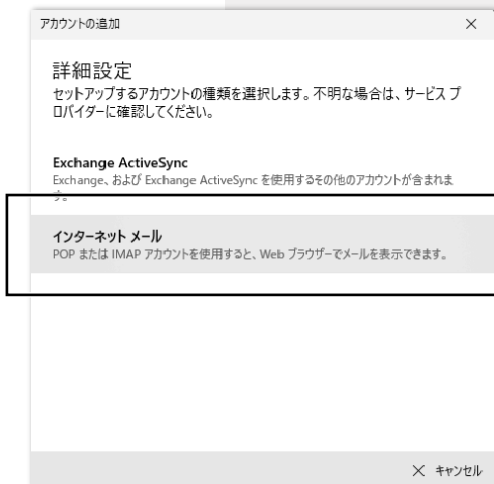 アカウントの追加
詳細設定
セットアップするアカウントの種類を選択します。不明な場合は、サービス プ
ロバイダーに確認してください。
Exchange ActiveSync
Exchange、および Exchange ActiveSync を使用するその他のアカウントが含まれま
す。
インターネット メール
POP または IMAP アカウントを使用すると、Web ブラウザーでメールを表示できます。
キャンセル